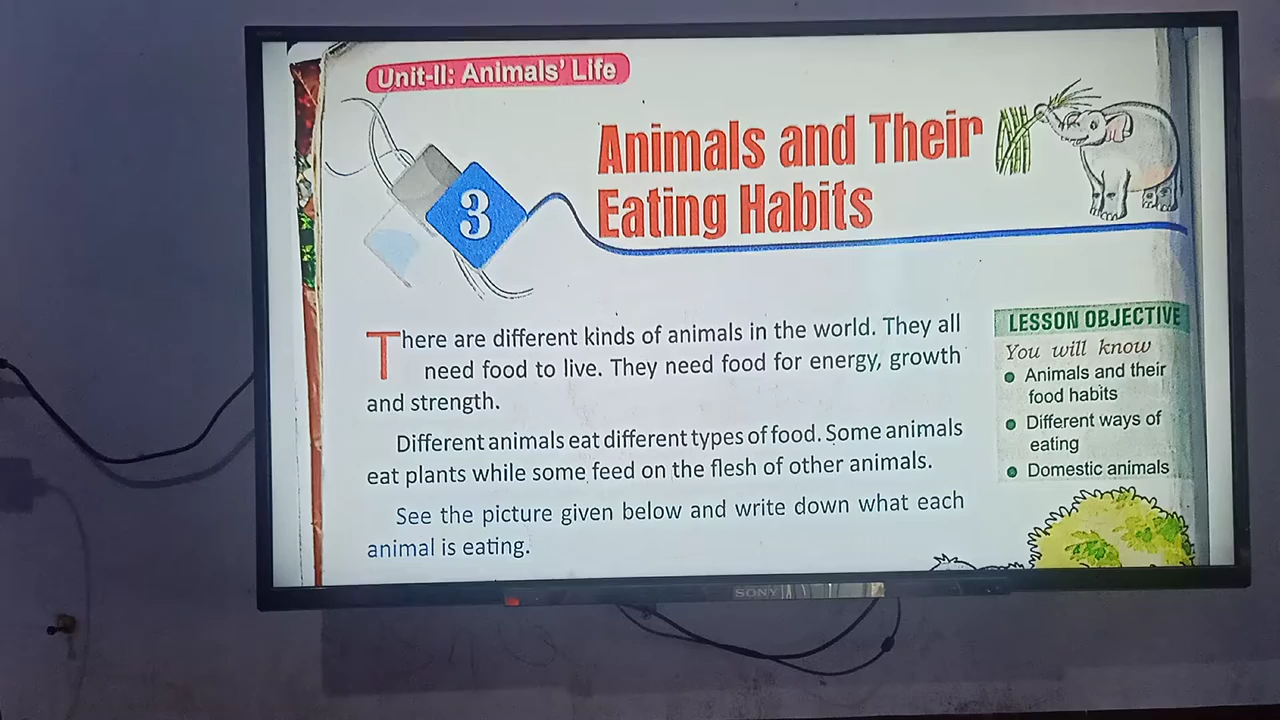 Unit-II: Animals' Life
3
Animals and Their
Eating Habits
There are different kinds of animals in the world. They all
need food to live. They need food for energy, growth
and strength.
Different animals eat different types of food. Some animals
eat plants while some feed on the flesh of other animals.
See the picture given below and write down what each
animal is eating.
LESSON OBJECTIVE
You will know
● Animals and their
food habits
● Different ways of
eating
● Domestic animals
SONY